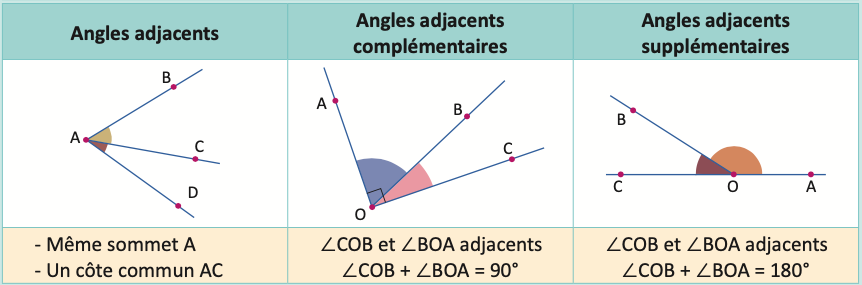 Angles adjacents
Angles adjacents
complémentaires
Angles adjacents
supplémentaires
B
A
C
D
A
B
C
O
B
C
O
A
- Même sommet A
- Un côte commun AC
∠COB et ∠BOA adjacents
∠COB + ∠BOA = 90°
∠COB et ∠BOA adjacents
∠COB + ∠BOA = 180°